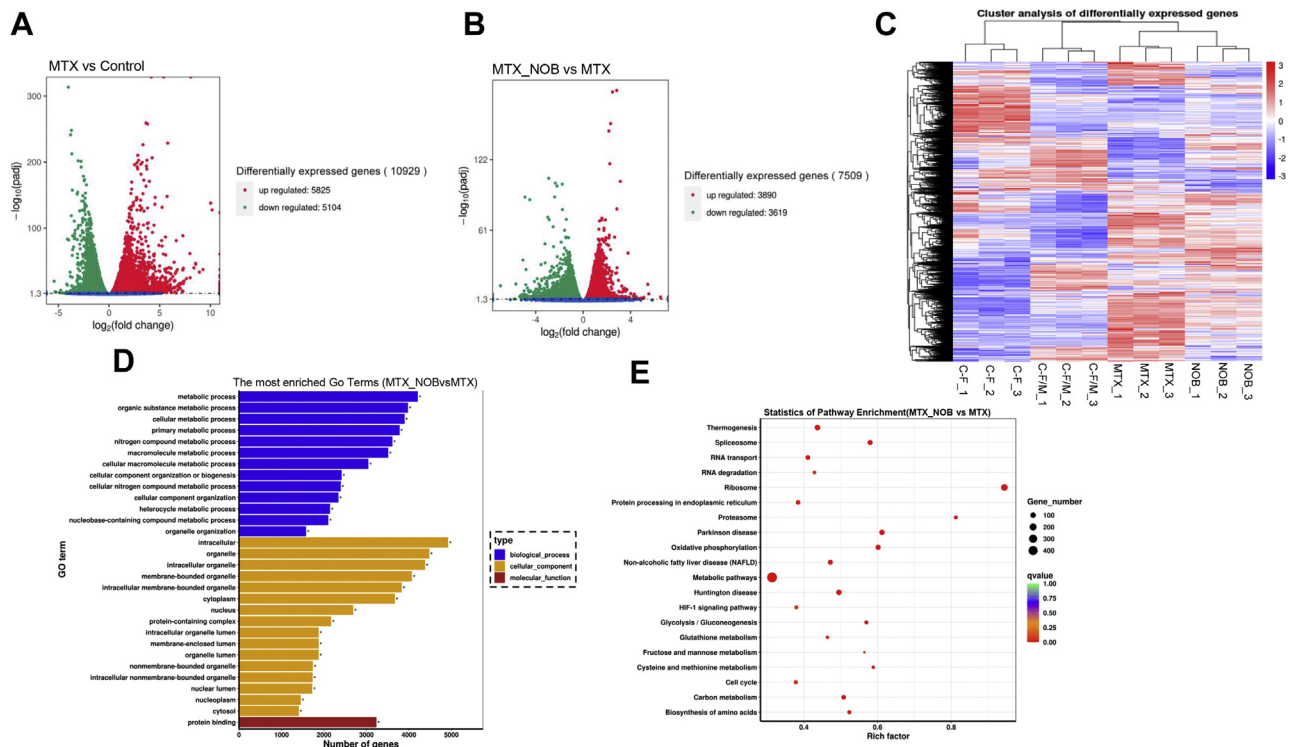 A
MTX vs Control
−log10(padj)
300
200
100
1.3
-5
0
5
10
log2(fold change)
Differentially expressed genes ( 10929 )
up regulated: 5825
down regulated: 5104
B
MTX_NOB vs MTX
−log10(padj)
122
61
1.3
-4
0
4
log2(fold change)
Differentially expressed genes ( 7509 )
up regulated: 3890
down regulated: 3619
C
Cluster analysis of differentially expressed genes
3
2
1
0
-1
-2
-3
C-F_1
C-F_2
C-F_3
C-F/M_1
C-F/M_2
C-F/M_3
MTX_1
MTX_2
MTX_3
NOB_1
NOB_2
NOB_3
D
The most enriched Go Terms (MTX_NOBvsMTX)
GO term
metabolic process
organic substance metabolic process
cellular metabolic process
primary metabolic process
nitrogen compound metabolic process
macromolecule metabolic process
cellular macromolecule metabolic process
cellular component organization or biogenesis
cellular nitrogen compound metabolic process
cellular component organization
heterocycle metabolic process
nucleobase-containing compound metabolic process
organelle organization
intracellular
organelle
intracellular organelle
membrane-bounded organelle
intracellular membrane-bounded organelle
cytoplasm
nucleus
protein-containing complex
intracellular organelle lumen
membrane-enclosed lumen
organelle lumen
nonmembrane-bounded organelle
intracellular nonmembrane-bounded organelle
nuclear lumen
nucleoplasm
cytosol
protein binding
0
1000
2000
3000
4000
5000
Number of genes
type
biological_process
cellular_component
molecular_function
E
Statistics of Pathway Enrichment(MTX_NOB vs MTX)
Thermogenesis
Spliceosome
RNA transport
RNA degradation
Ribosome
Protein processing in endoplasmic reticulum
Proteasome
Parkinson disease
Oxidative phosphorylation
Non-alcoholic fatty liver disease (NAFLD)
Metabolic pathways
Huntington disease
HIF-1 signaling pathway
Glycolysis / Gluconeogenesis
Glutathione metabolism
Fructose and mannose metabolism
Cysteine and methionine metabolism
Cell cycle
Carbon metabolism
Biosynthesis of amino acids
0.4
0.6
0.8
Rich factor
Gene_number
100
200
300
400
qvalue
1.00
0.75
0.50
0.25
0.00